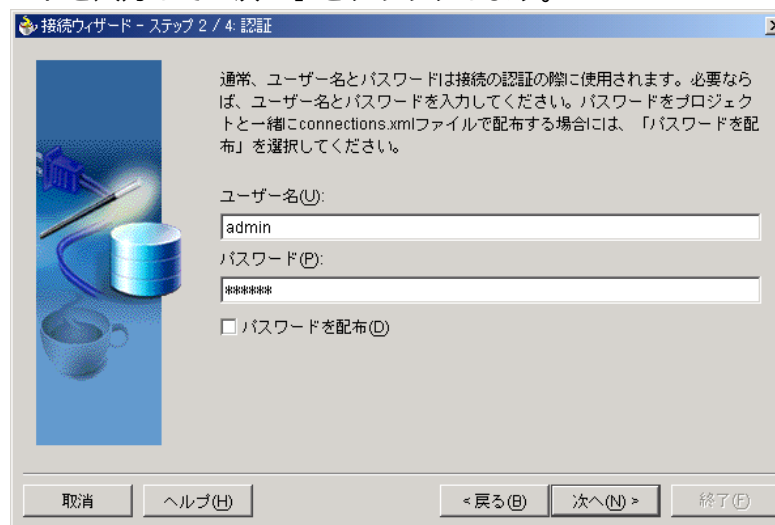 接続ウィザード - ステップ 2 / 4: 認証
通常、ユーザー名とパスワードは接続の認証の際に使用されます。必要なら
ば、ユーザー名とパスワードを入力してください。パスワードをプロジェク
トと一緒にconnections.xmlファイルで配布する場合には、「パスワードを配
布」を選択してください。
ユーザー名(U):
admin
パスワード(P):
******
パスワードを配布(D)
取消 ヘルプ(H) <戻る(B) 次へ(N) > 終了(F)